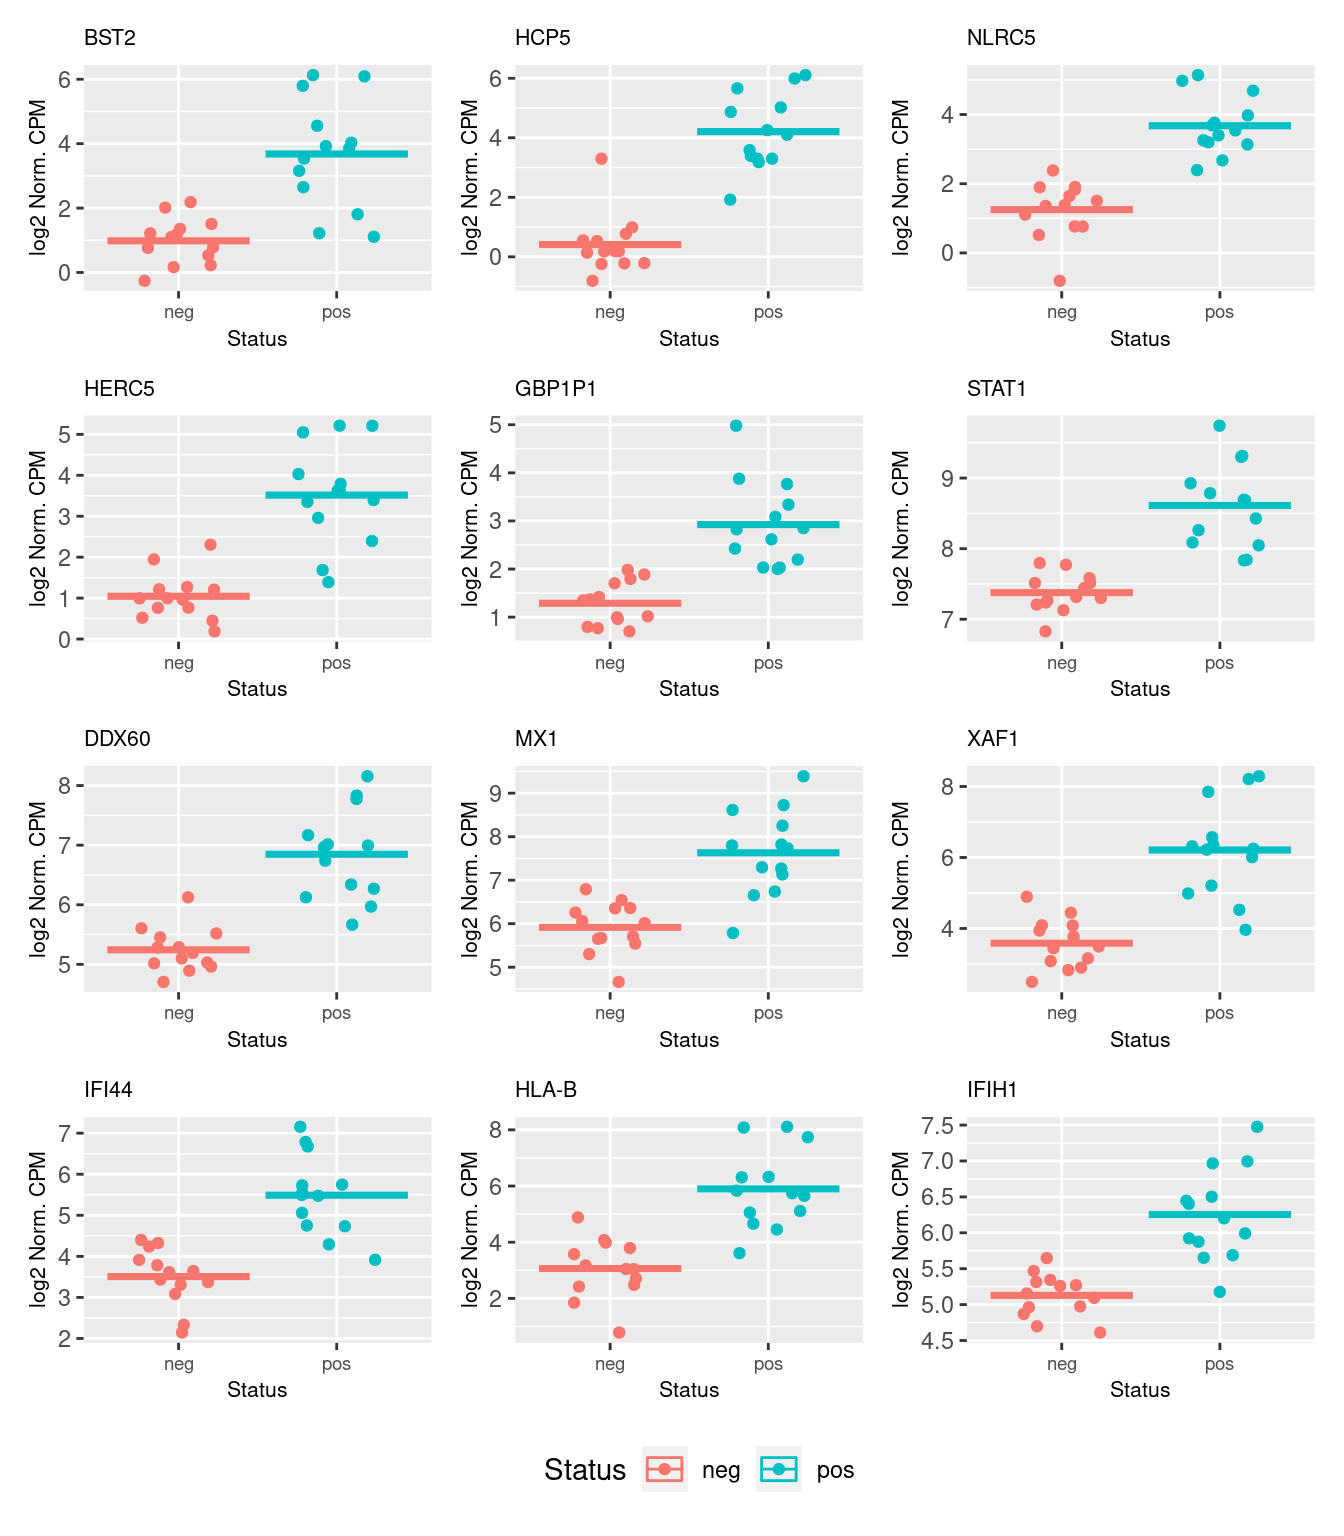 BST2
HCP5
NLRC5
log2 Norm. CPM
6
4
2
0
neg
pos
Status
log2 Norm. CPM
6
4
2
0
neg
pos
Status
log2 Norm. CPM
4
2
0
neg
pos
Status
HERC5
GBP1P1
STAT1
log2 Norm. CPM
5
4
3
2
1
0
neg
pos
Status
log2 Norm. CPM
5
4
3
2
1
neg
pos
Status
log2 Norm. CPM
9
8
7
neg
pos
Status
DDX60
MX1
XAF1
log2 Norm. CPM
8
7
6
5
neg
pos
Status
log2 Norm. CPM
9
8
7
6
5
neg
pos
Status
log2 Norm. CPM
8
6
4
neg
pos
Status
IFI44
HLA-B
IFIH1
log2 Norm. CPM
7
6
5
4
3
2
neg
pos
Status
log2 Norm. CPM
8
6
4
2
neg
pos
Status
log2 Norm. CPM
7.5
7.0
6.5
6.0
5.5
5.0
4.5
neg
pos
Status
Status neg pos